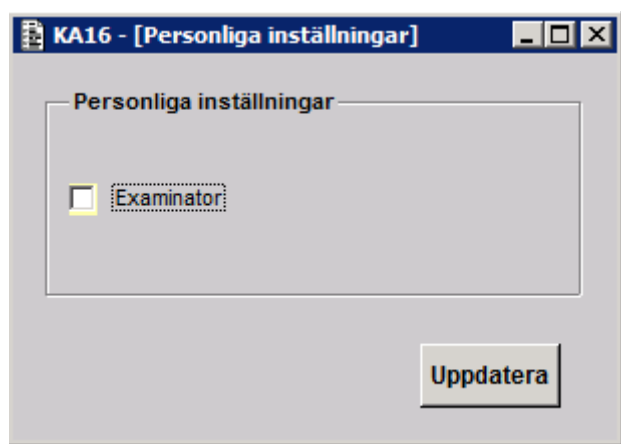 KA16 - [Personliga inställningar]
Personliga inställningar
Examinator
Uppdatera